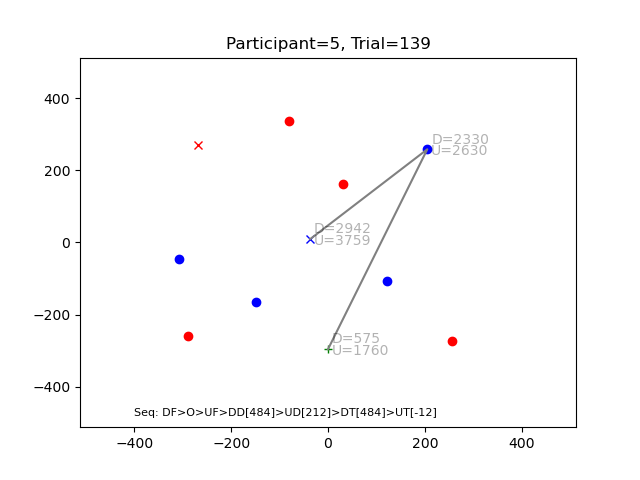 Participant=5, Trial=139
400
200
0
−200
−400
D=2330
U=2630
D=2942
U=3759
D=575
U=1760
Seq: DF>O>UF>DD[484]>UD[212]>DT[484]>UT[-12]
−400
−200
0
200
400